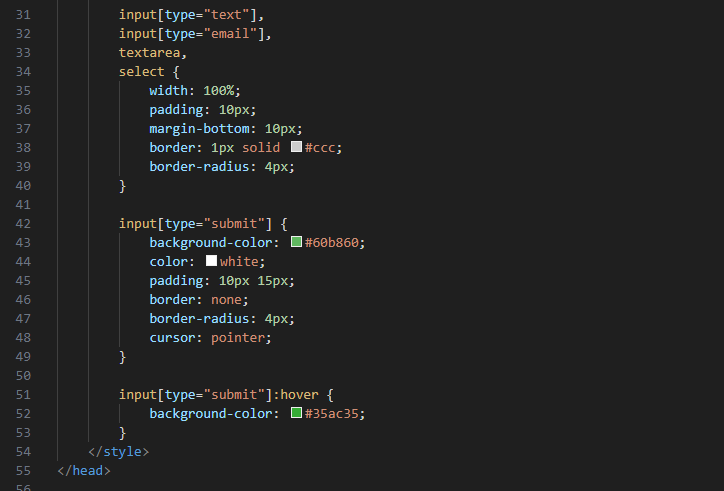 31 input[type="text"],
32 input[type="email"],
33 textarea,
34 select {
35 width: 100%;
36 padding: 10px;
37 margin-bottom: 10px;
38 border: 1px solid #ccc;
39 border-radius: 4px;
40 }
41
42 input[type="submit"] {
43 background-color: #60b860;
44 color: white;
45 padding: 10px 15px;
46 border: none;
47 border-radius: 4px;
48 cursor: pointer;
49 }
50
51 input[type="submit"]:hover {
52 background-color: #35ac35;
53 }
54 </style>
55 </head>
56